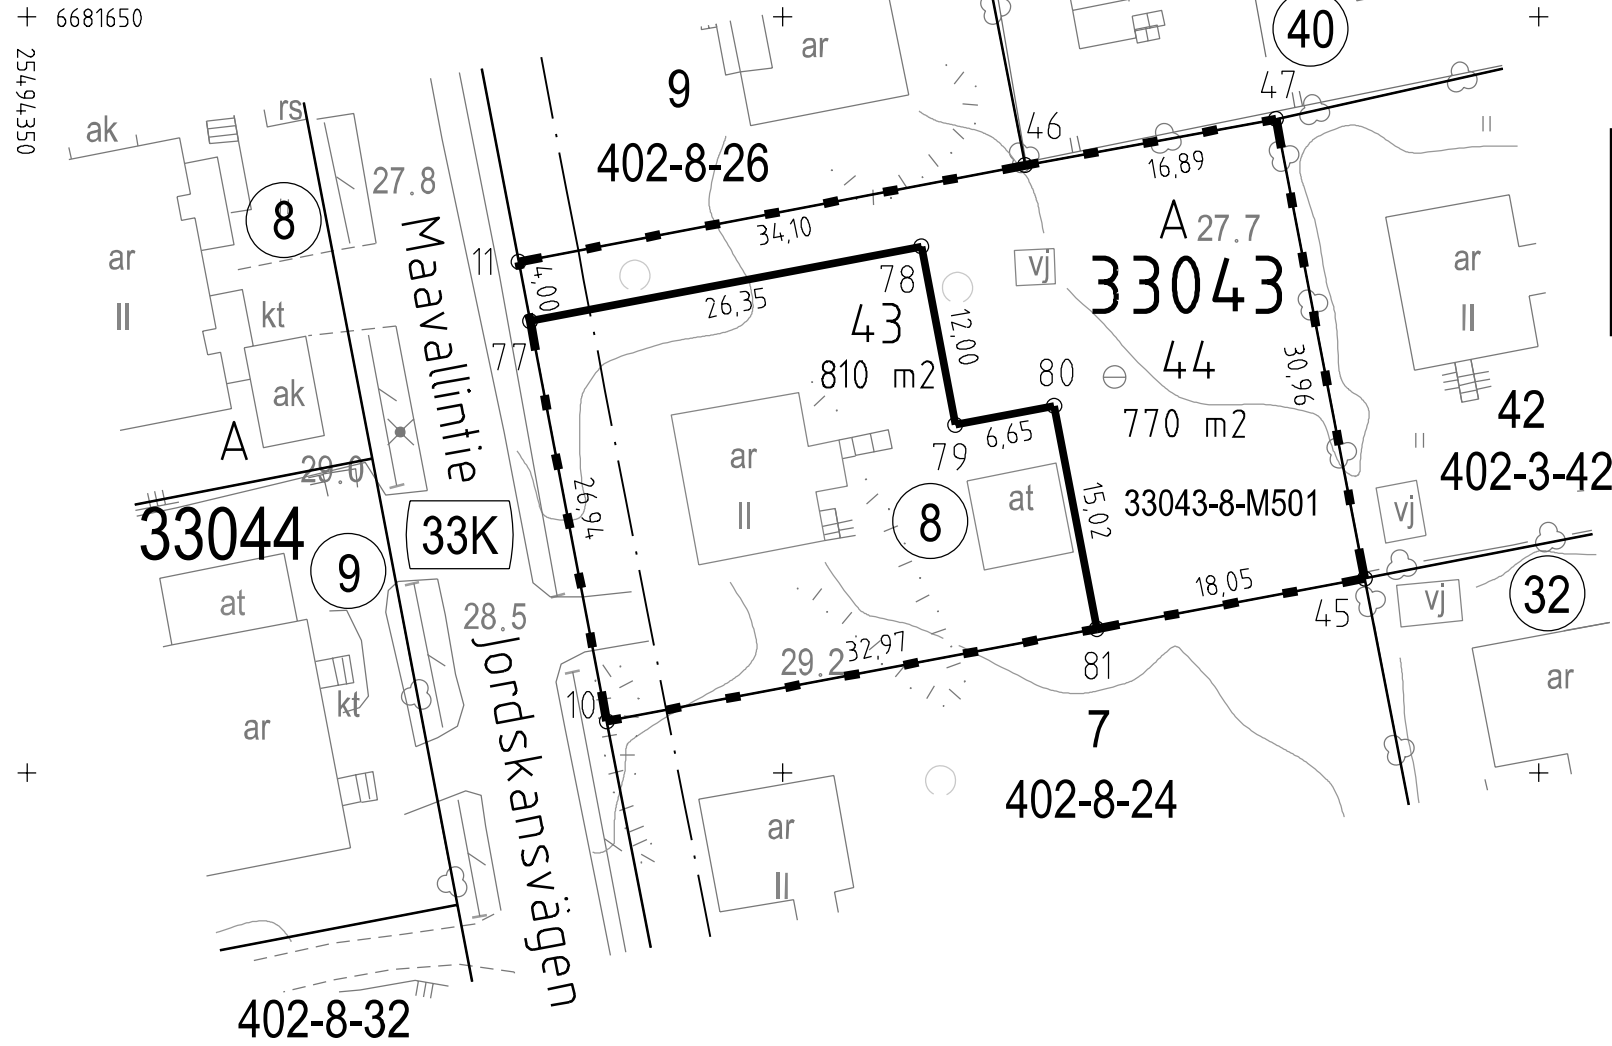 6681650
25494350
40
ar
9
402-8-26
47
46
16,89
rs
ak
27.8
8
Maavallintie
11
34,10
4,00
A 27.7
vj
33043
78
26,35
43
12,00
810 m2
77
44
30,96
80
770 m2
79
6,65
ar
II
kt
ak
A
29.0
ar
II
42
402-3-42
ar
II
26,94
at
15,02
33043-8-M501
vj
8
33044
33K
9
at
28.5
18,05
45
vj
32
Jordskansvägen
29.2
32,97
81
10
7
402-8-24
ar
kt
ar
ar
II
402-8-32